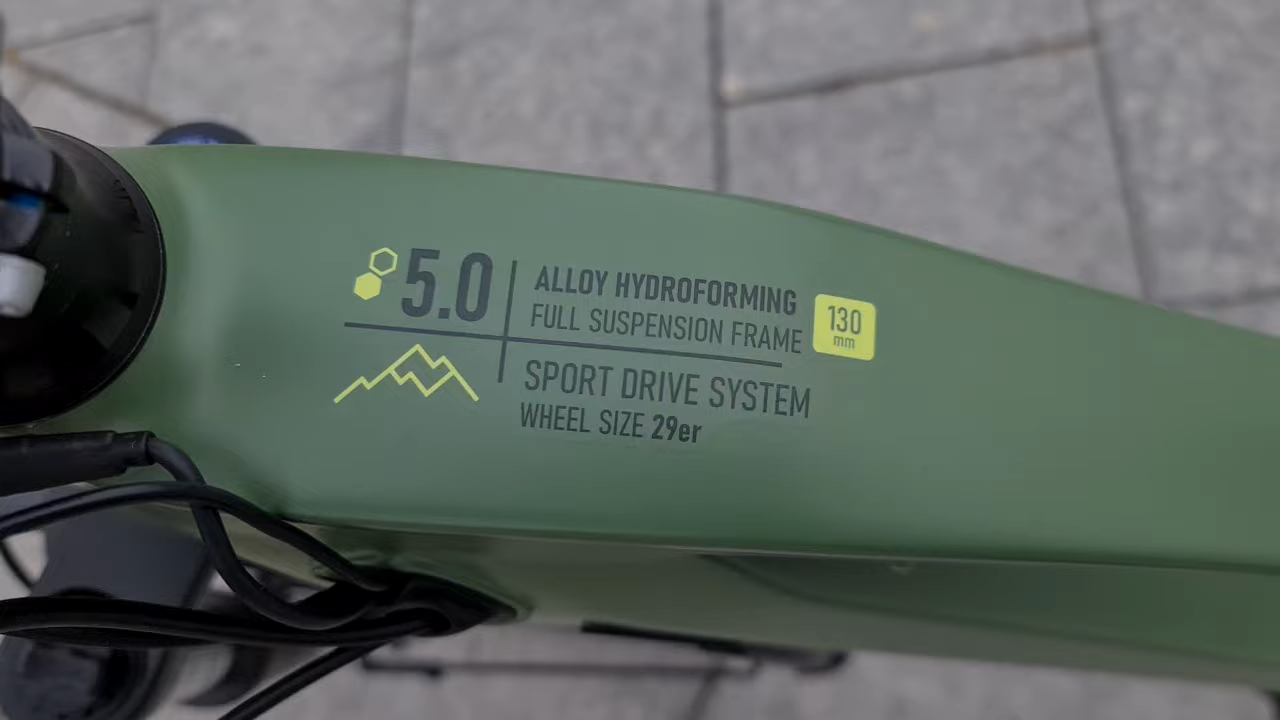 5.0
ALLOY HYDROFORMING
FULL SUSPENSION FRAME
130
mm
SPORT DRIVE SYSTEM
WHEEL SIZE 29er